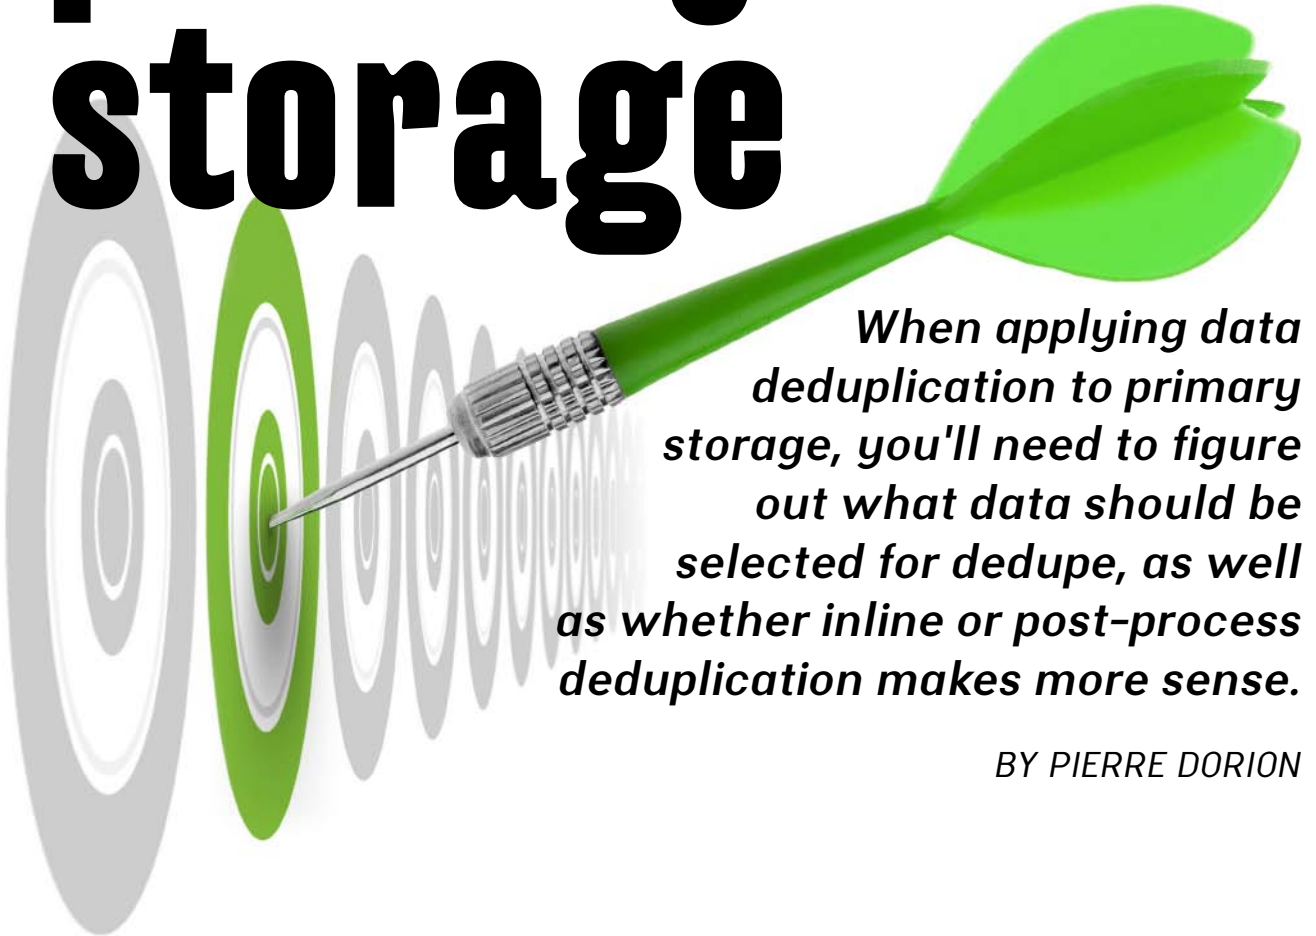 storage
When applying data
deduplication to primary
storage, you'll need to figure
out what data should be
selected for dedupe, as well
as whether inline or post-process
deduplication makes more sense.
BY PIERRE DORION